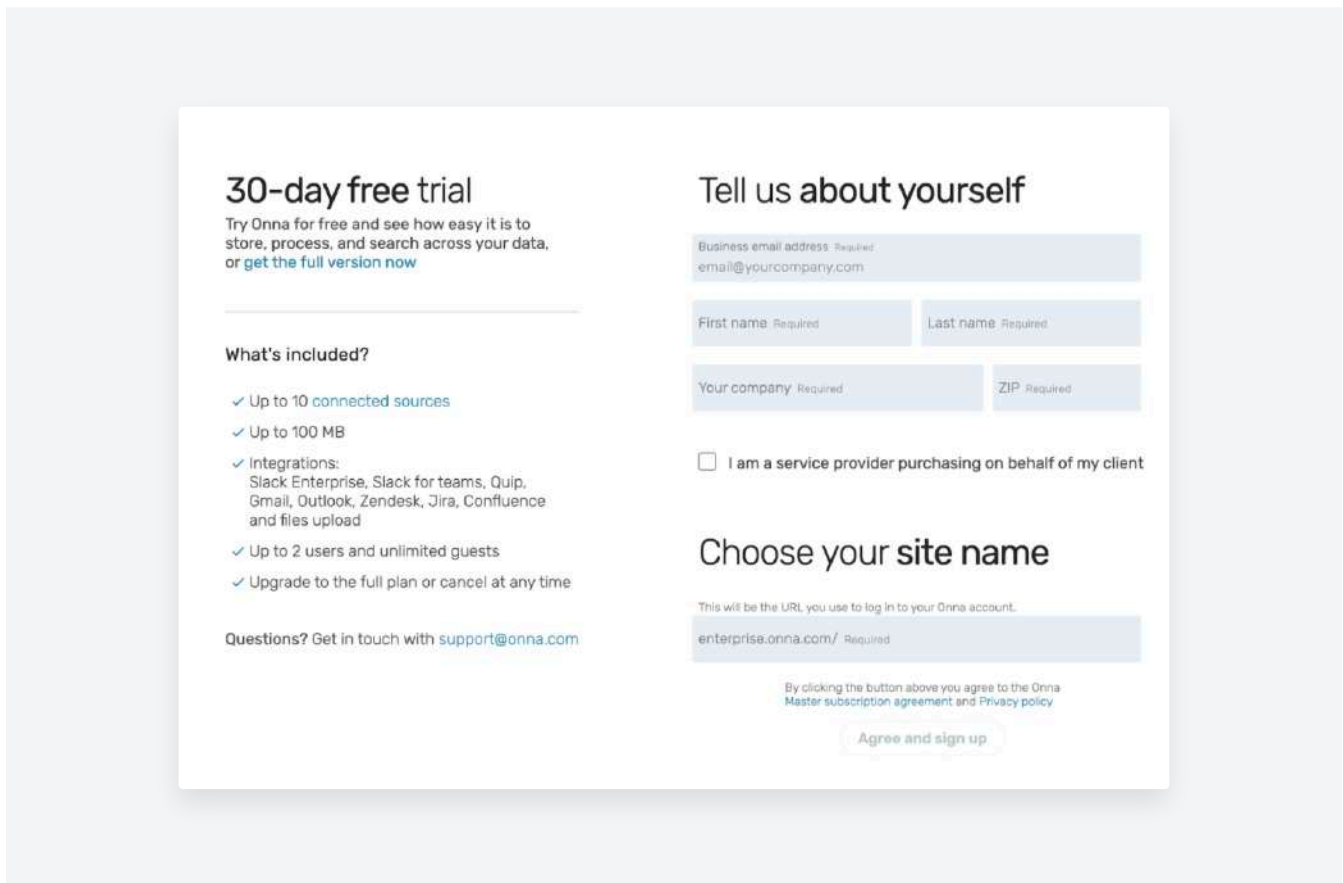 30-day free trial
Try Onna for free and see how easy it is to
store, process, and search across your data,
or get the full version now
What's included?
Up to 10 connected sources
Up to 100 MB
Integrations:
Slack Enterprise, Slack for teams, Quip,
Gmail, Outlook, Zendesk, Jira, Confluence
and files upload
Up to 2 users and unlimited guests
Upgrade to the full plan or cancel at any time
Questions? Get in touch with support@onna.com
Tell us about yourself
Business email address Required
email@yourcompany.com
First name Required
Last name Required
Your company Required
ZIP Required
I am a service provider purchasing on behalf of my client
Choose your site name
This will be the URL you use to log in to your Onna account.
enterprise.onna.com/ Required
By clicking the button above you agree to the Onna
Master subscription agreement and Privacy policy
Agree and sign up